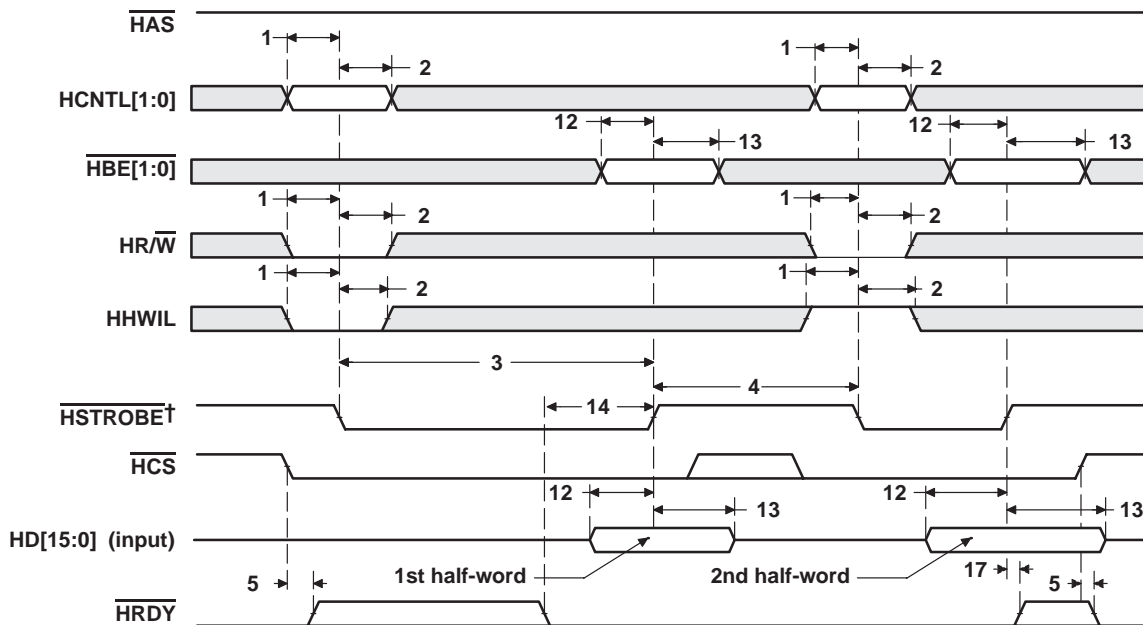 HAS
1
1
2
2
HCNTL[1:0]
12
12
13
13
HBE[1:0]
1
1
2
2
HR/W
1
1
2
2
HHWIL
3
4
14
HSTROBE†
HCS
12
12
13
13
HD[15:0] (input)
1st half-word
2nd half-word
5
17
5
HRDY